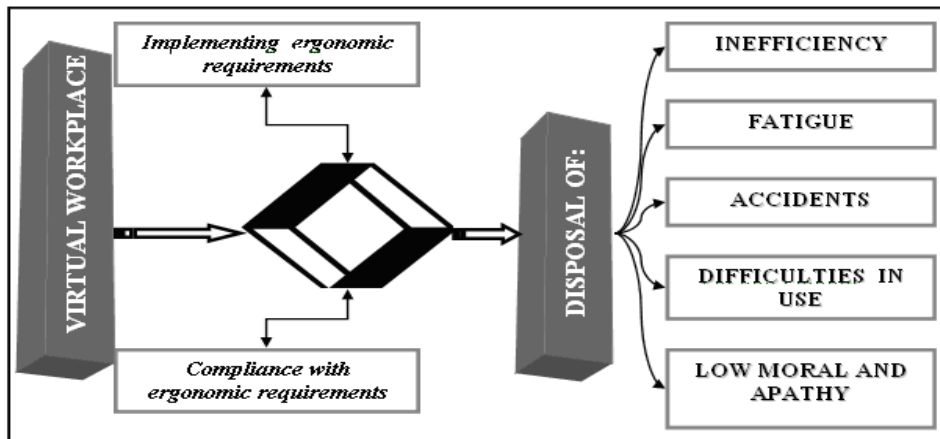 VIRTUAL WORKPLACE
Implementing ergonomic
requirements
Compliance with
ergonomic requirements
DISPOSAL OF:
INEFFICIENCY
FATIGUE
ACCIDENTS
DIFFICULTIES IN
USE
LOW MORAL AND
APATHY